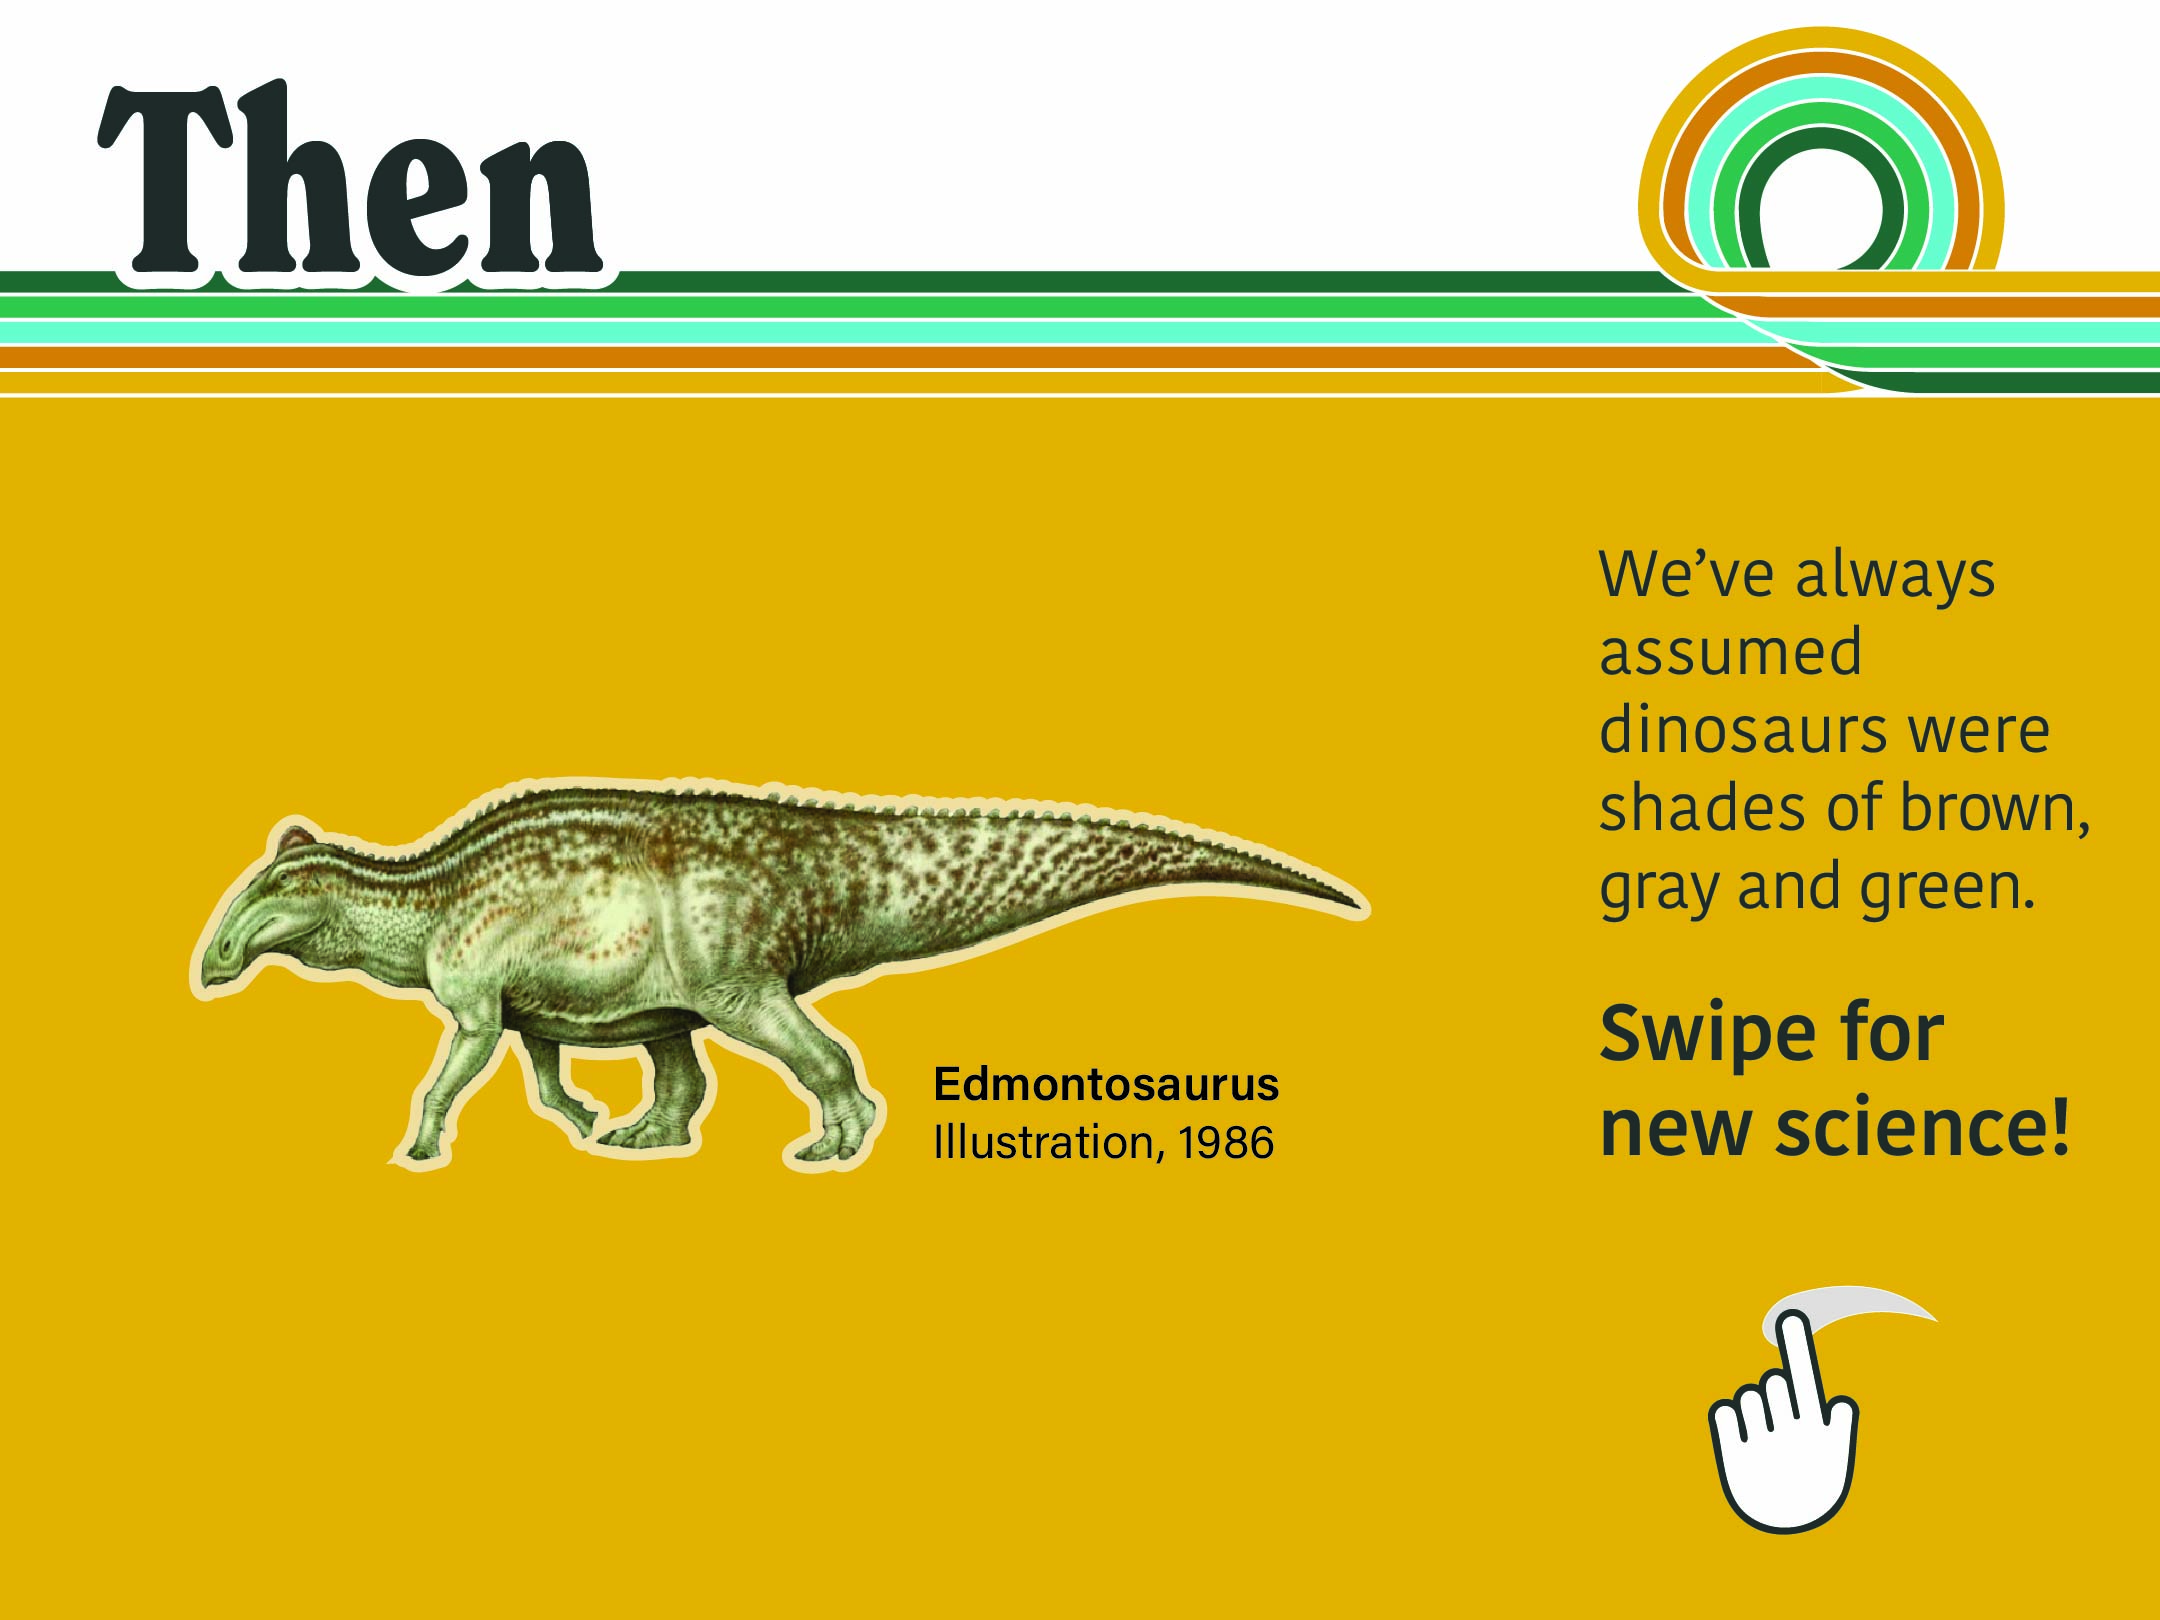 Then
We’ve always
assumed
dinosaurs were
shades of brown,
gray and green.
Swipe for
new science!
Edmontosaurus
Illustration, 1986